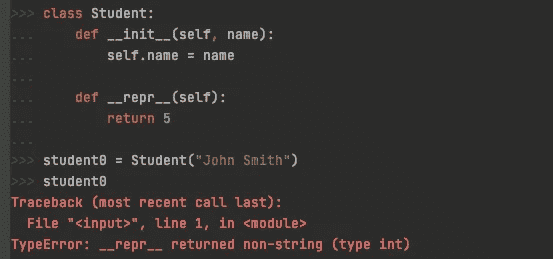 >>> class Student:
...     def __init__(self, name):
...         self.name = name
...
...     def __repr__(self):
...         return 5
...
>>> student0 = Student("John Smith")
>>> student0
Traceback (most recent call last):
  File "<input>", line 1, in <module>
TypeError: __repr__ returned non-string (type int)